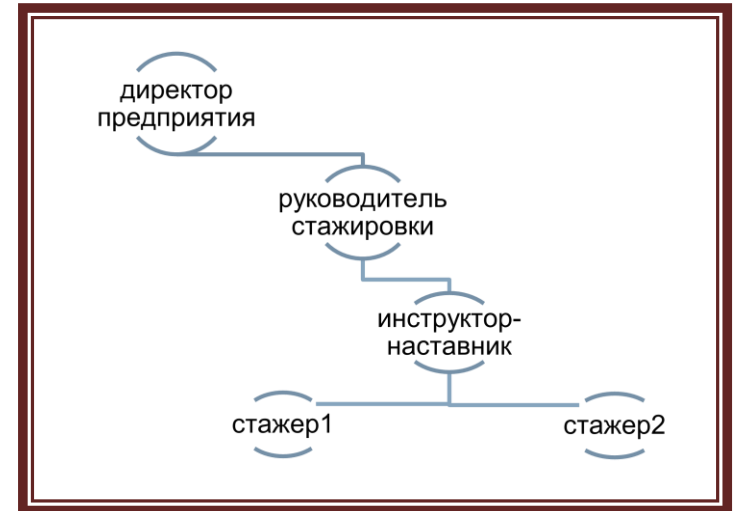 директор
предприятия
руководитель
стажировки
инструктор-
наставник
стажер1
стажер2